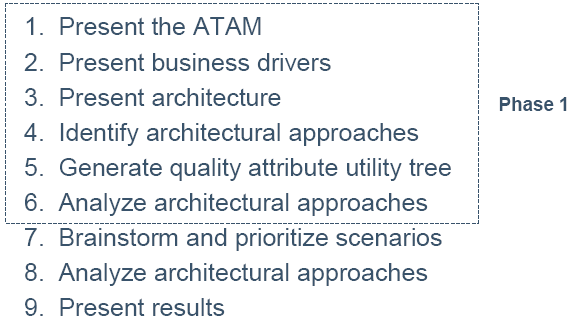 1. Present the ATAM
2. Present business drivers
3. Present architecture
Phase 1
4. Identify architectural approaches
5. Generate quality attribute utility tree
6. Analyze architectural approaches
7. Brainstorm and prioritize scenarios
8. Analyze architectural approaches
9. Present results